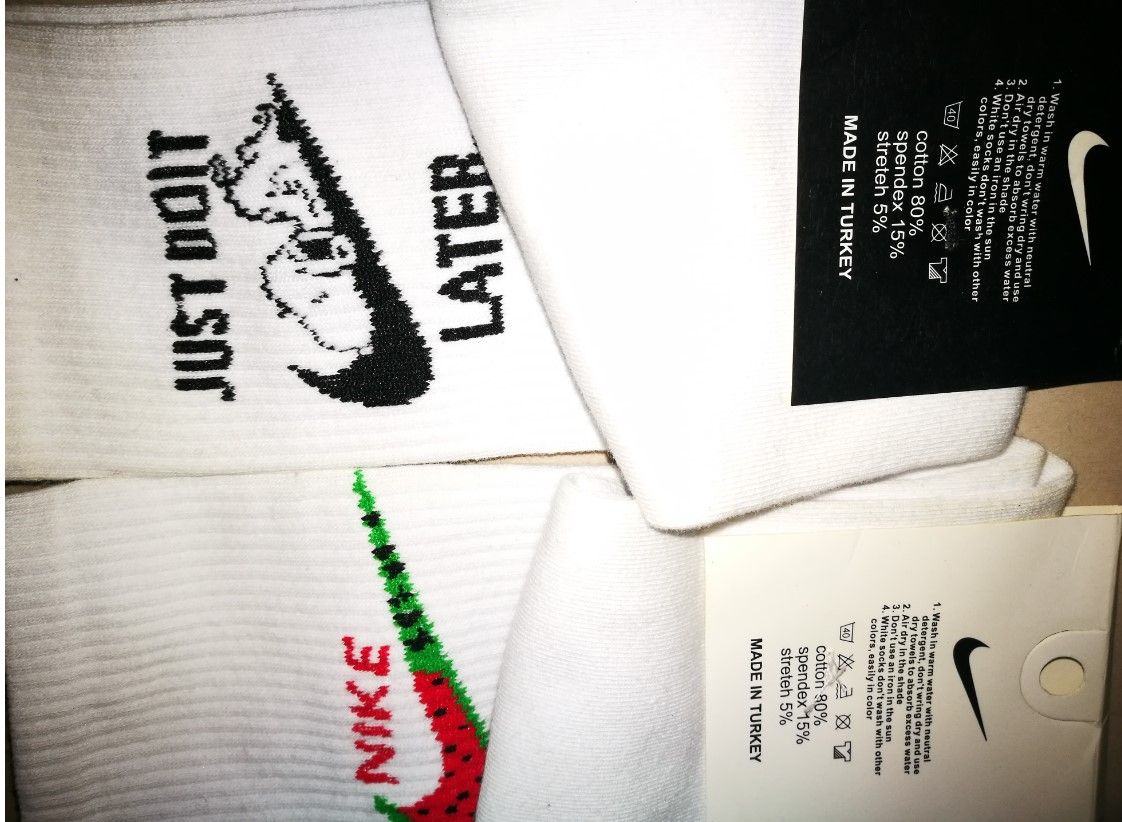 JUST DO IT
LATER
1. Wash in warm water with neutral
detergent, don't wring dry and use
dry towels to absorb excess water
2. Air dry in the shade
3. Don't use an iron in the sun
4. White socks don't wash with other
colors, easily in color
40
cotton 80%
spendex 15%
streteh 5%
MADE IN TURKEY
NIKE
1. Wash in warm water with neutral
detergent, don't wring dry and use
dry towels to absorb excess water
2. Air dry in the shade
3. Don't use an iron in the sun
4. White socks don't wash with other
colors, easily in color
40
cotton 80%
spendex 15%
streteh 5%
MADE IN TURKEY